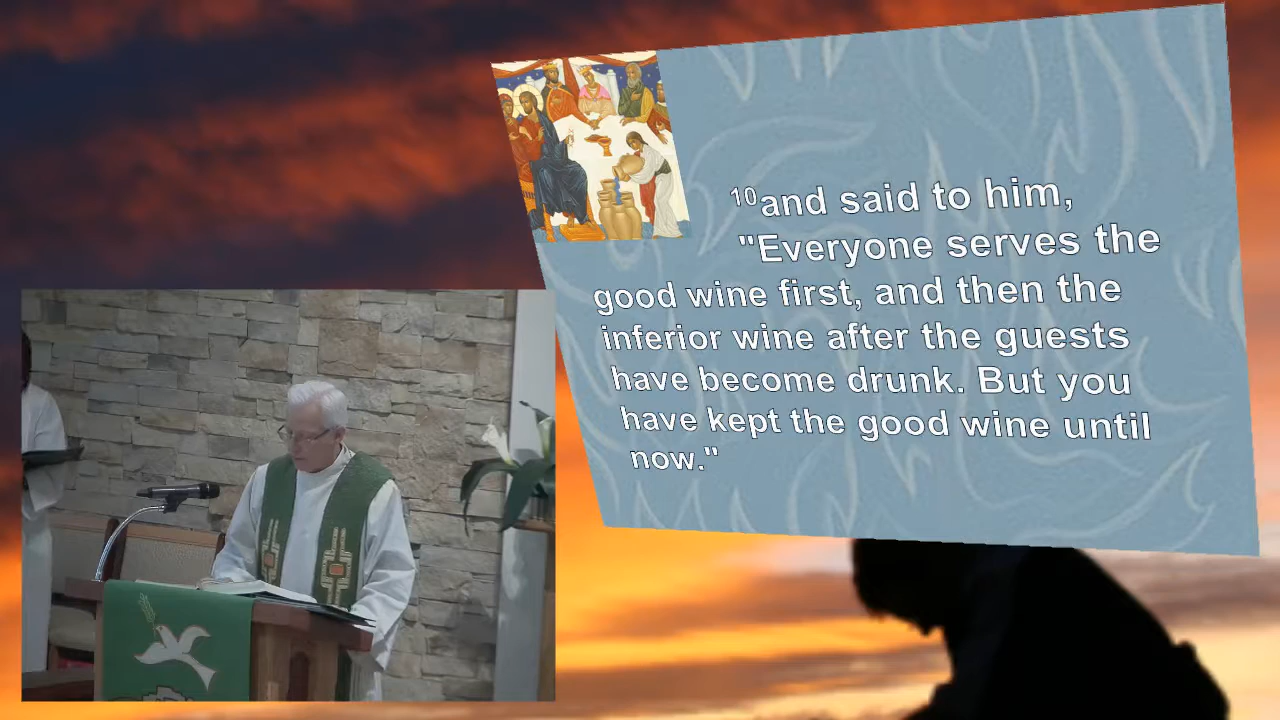 10and said to him,
"Everyone serves the
good wine first, and then the
inferior wine after the guests
have become drunk. But you
have kept the good wine until
now."